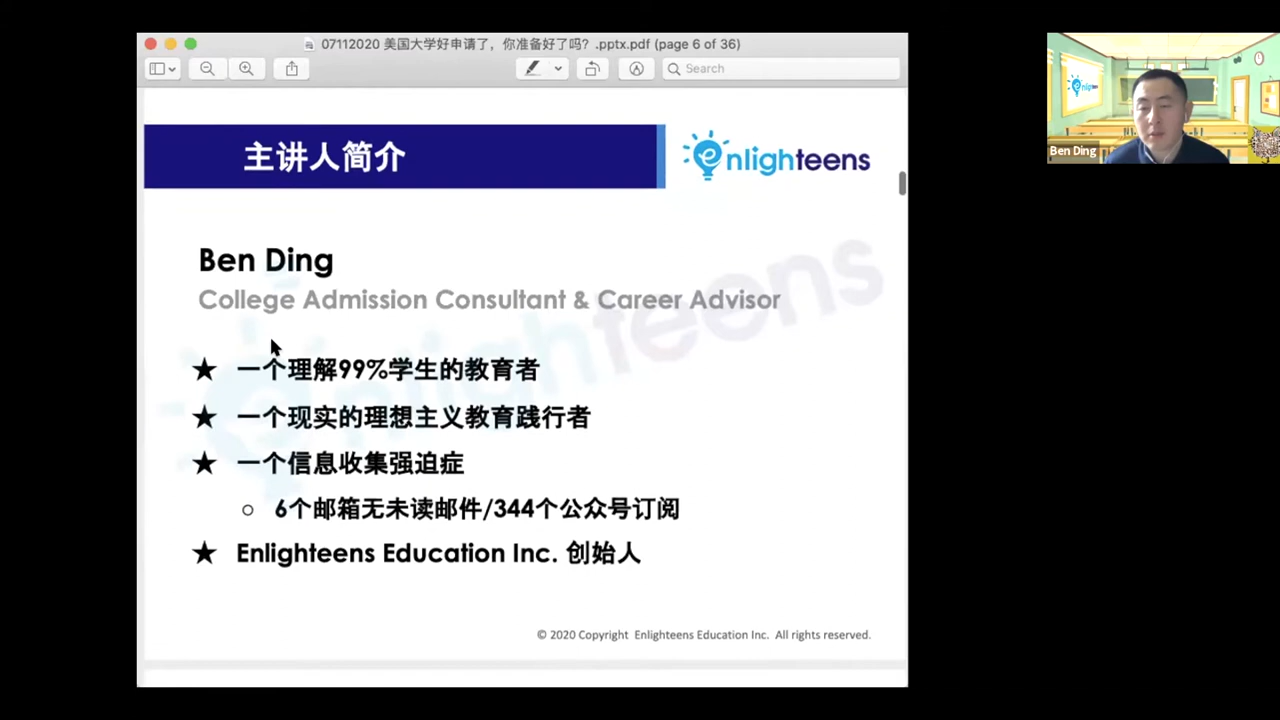 07112020 美国大学好申请了，你准备好了吗？.pptx.pdf (page 6 of 36)
Search
主讲人简介
enlighteens
Ben Ding
College Admission Consultant & Career Advisor
★ 一个理解99%学生的教育者
★ 一个现实的理想主义教育践行者
★ 一个信息收集强迫症
○ 6个邮箱无未读邮件/344个公众号订阅
★ Enlighteens Education Inc. 创始人
© 2020 Copyright Enlighteens Education Inc. All rights reserved.
enlighteens
enlighteens
Ben Ding